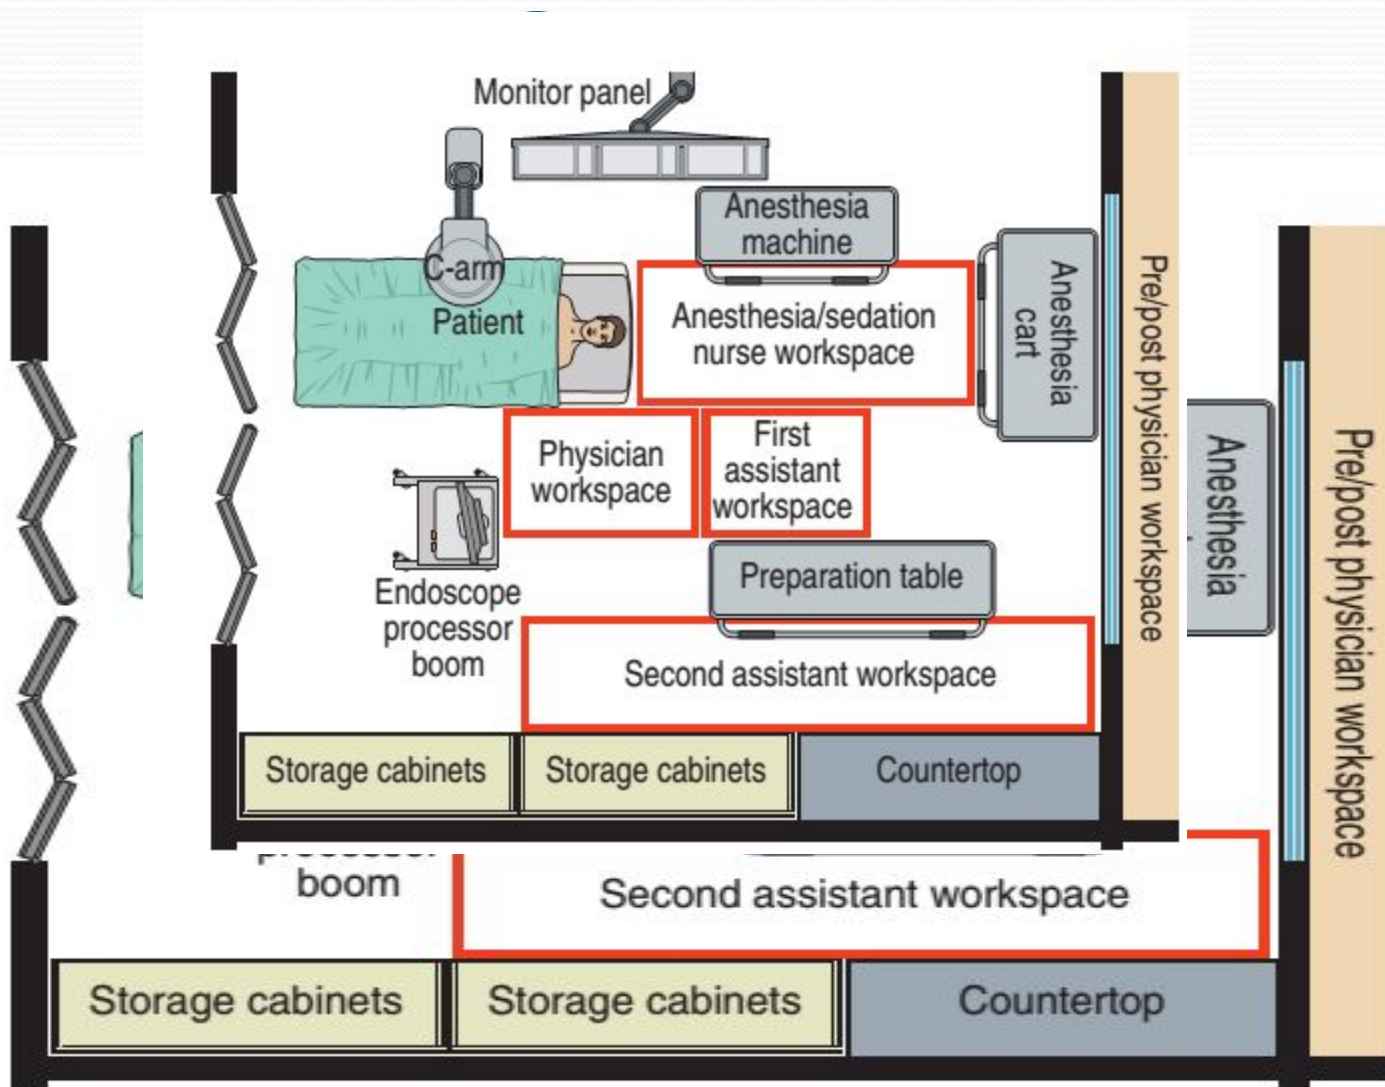 Monitor panel
Anesthesia
machine
C-arm
Patient
Anesthesia/sedation
nurse workspace
Anesthesia
cart
Pre/post physician workspace
Physician
workspace
First
assistant
workspace
Endoscope
processor
boom
Preparation table
Second assistant workspace
Storage cabinets
Storage cabinets
Countertop
Anesthesia
Pre/post physician workspace
processor
boom
Second assistant workspace
Storage cabinets
Storage cabinets
Countertop